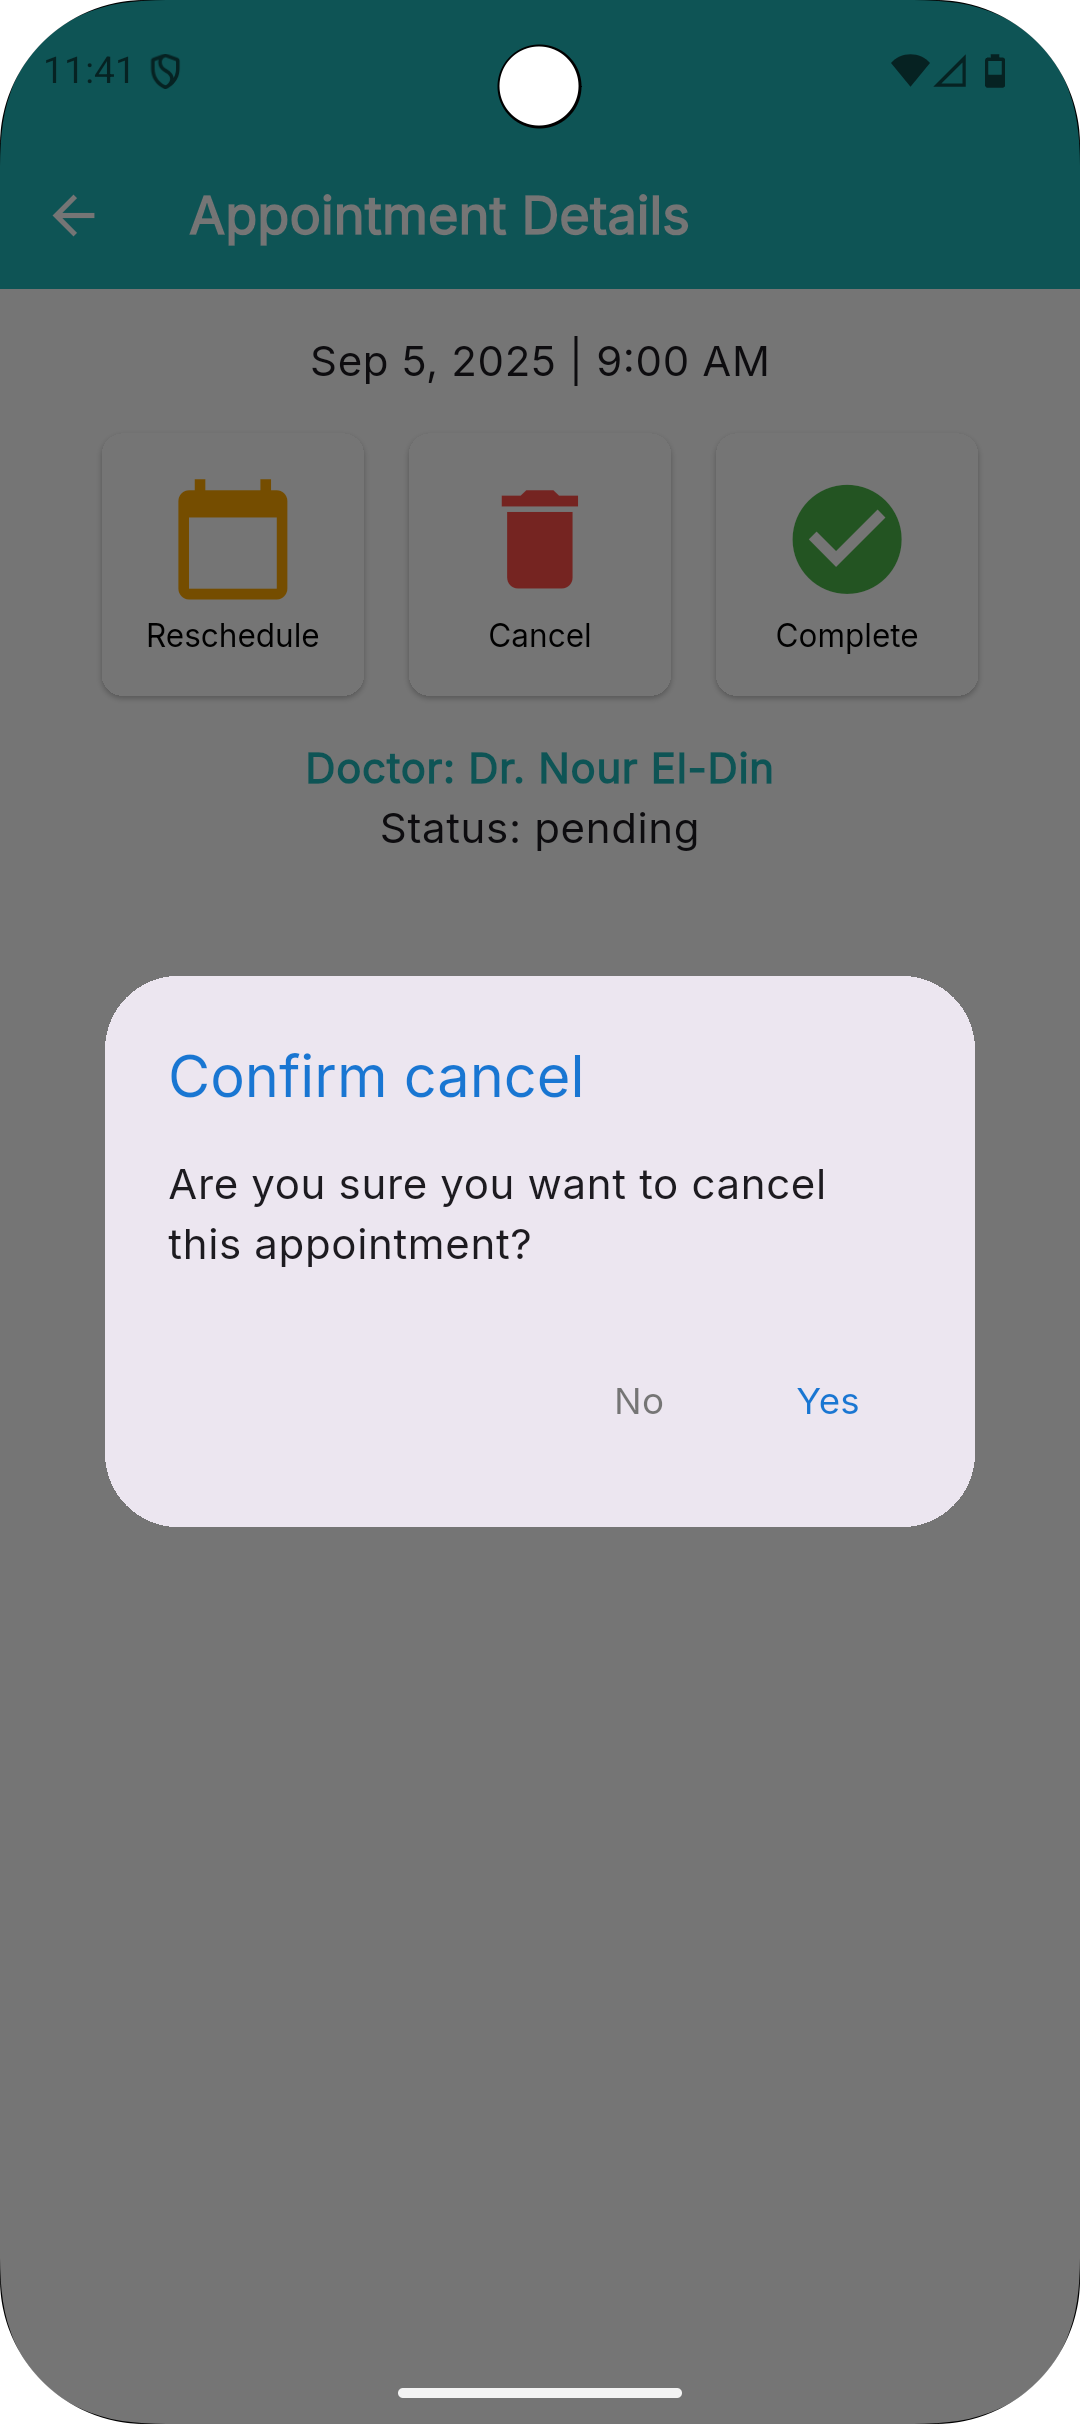 11:41
Appointment Details
Sep 5, 2025 | 9:00 AM
Reschedule
Cancel
Complete
Doctor: Dr. Nour El-Din
Status: pending
Confirm cancel
Are you sure you want to cancel
this appointment?
No
Yes